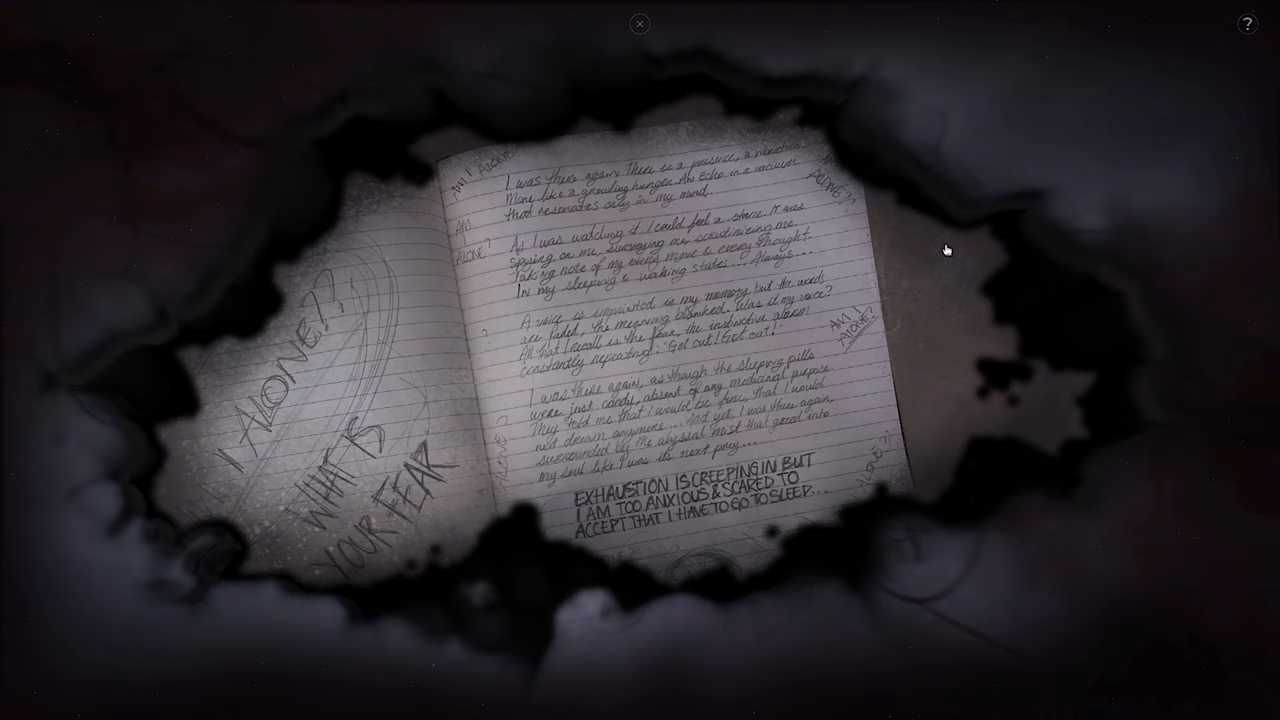 I ALONE??
WHAT IS
YOUR FEAR
AM I ALONE?
AM
ALONE?
?
ALONE?
I was there again. There is a presence, a vibration.
More like a growling hunger. An echo in a vacuum
that resonates only in my mind.
As I was watching it I could feel a stare. It was
spying on me, surveying me, scrutinizing me.
Taking note of my every move & every thought.
In my sleeping & waking states... Always...
A voice is imprinted in my memory but the words
are faded, the meaning blanked. Was it my voice?
All that I recall is the fear, the instinctive alarm
constantly repeating: "Get out! Get out!"
I was there again, as though the sleeping pills
were just candy, absent of any medicinal purpose.
They told me that I would be fine, that I would
not dream anymore... And yet, I was there again,
surrounded by the abyssal mist that gazed into
my soul like I was its next prey...
EXHAUSTION IS CREEPING IN BUT
I AM TOO ANXIOUS & SCARED TO
ACCEPT THAT I HAVE TO GO TO SLEEP...
ALONE??
AM I
ALONE?
ALONE??
?